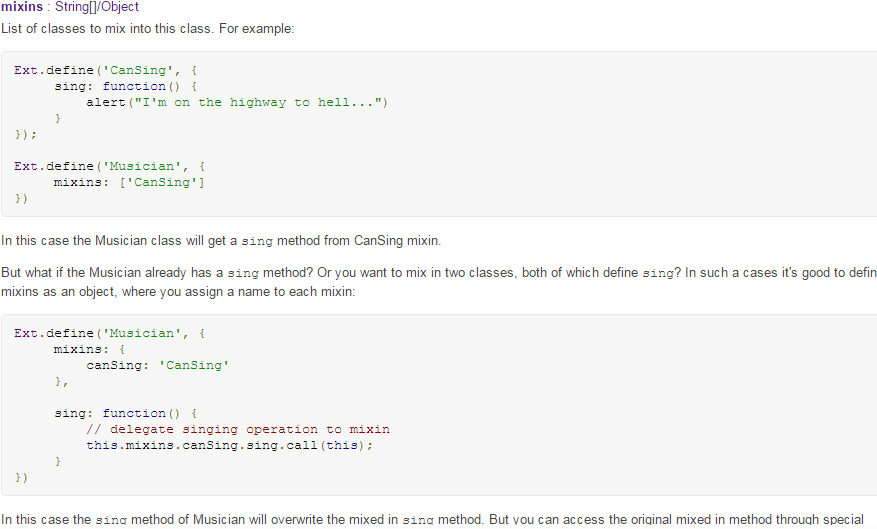 mixins : String[]/Object
List of classes to mix into this class. For example:
Ext.define('CanSing', {
     sing: function() {
         alert("I'm on the highway to hell...")
     }
});
Ext.define('Musician', {
     mixins: ['CanSing']
})
In this case the Musician class will get a sing method from CanSing mixin.
But what if the Musician already has a sing method? Or you want to mix in two classes, both of which define sing? In such a cases it's good to defin
mixins as an object, where you assign a name to each mixin:
Ext.define('Musician', {
     mixins: {
         canSing: 'CanSing'
     },
     sing: function() {
         // delegate singing operation to mixin
         this.mixins.canSing.sing.call(this);
     }
})
In this case the sing method of Musician will overwrite the mixed in sing method. But you can access the original mixed in method through special